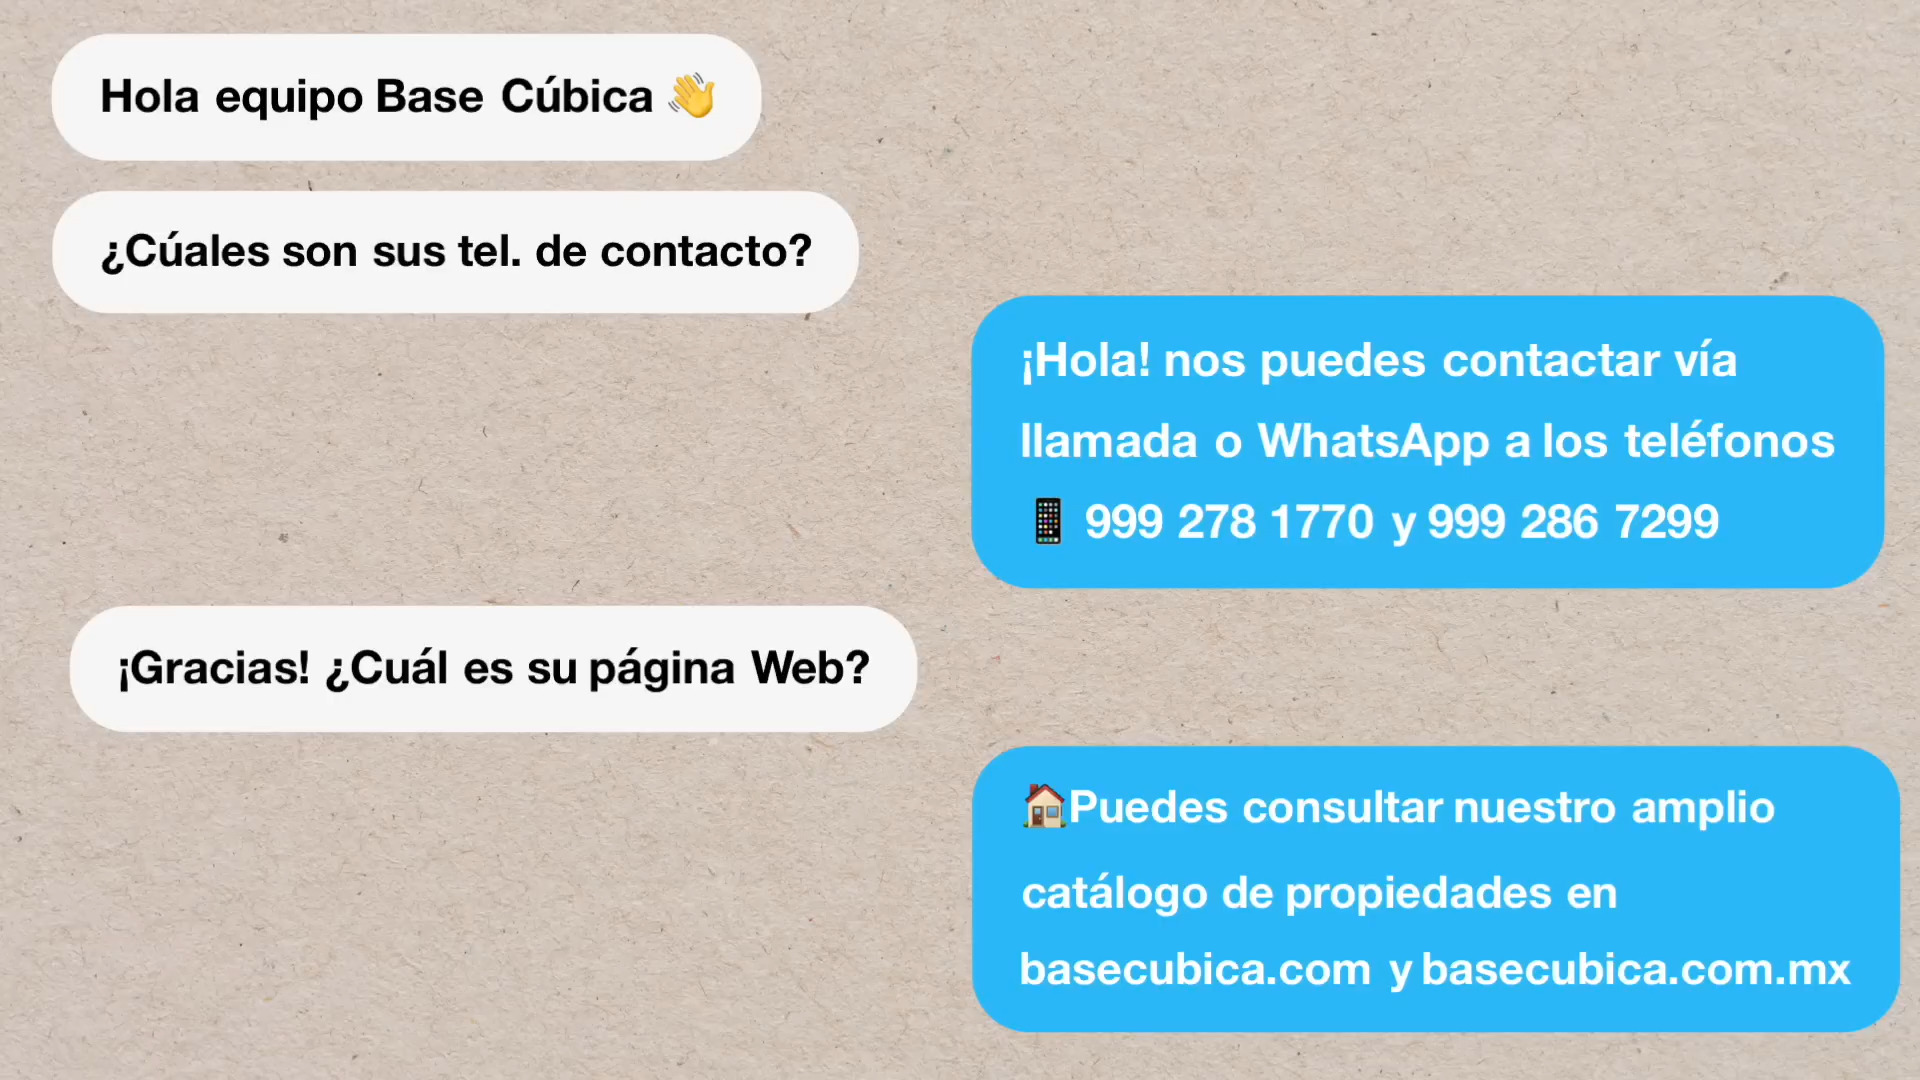 Hola equipo Base Cúbica 👋
¿Cúales son sus tel. de contacto?
¡Hola! nos puedes contactar vía
llamada o WhatsApp a los teléfonos
📱 999 278 1770 y 999 286 7299
¡Gracias! ¿Cuál es su página Web?
🏠Puedes consultar nuestro amplio
catálogo de propiedades en
basecubica.com y basecubica.com.mx